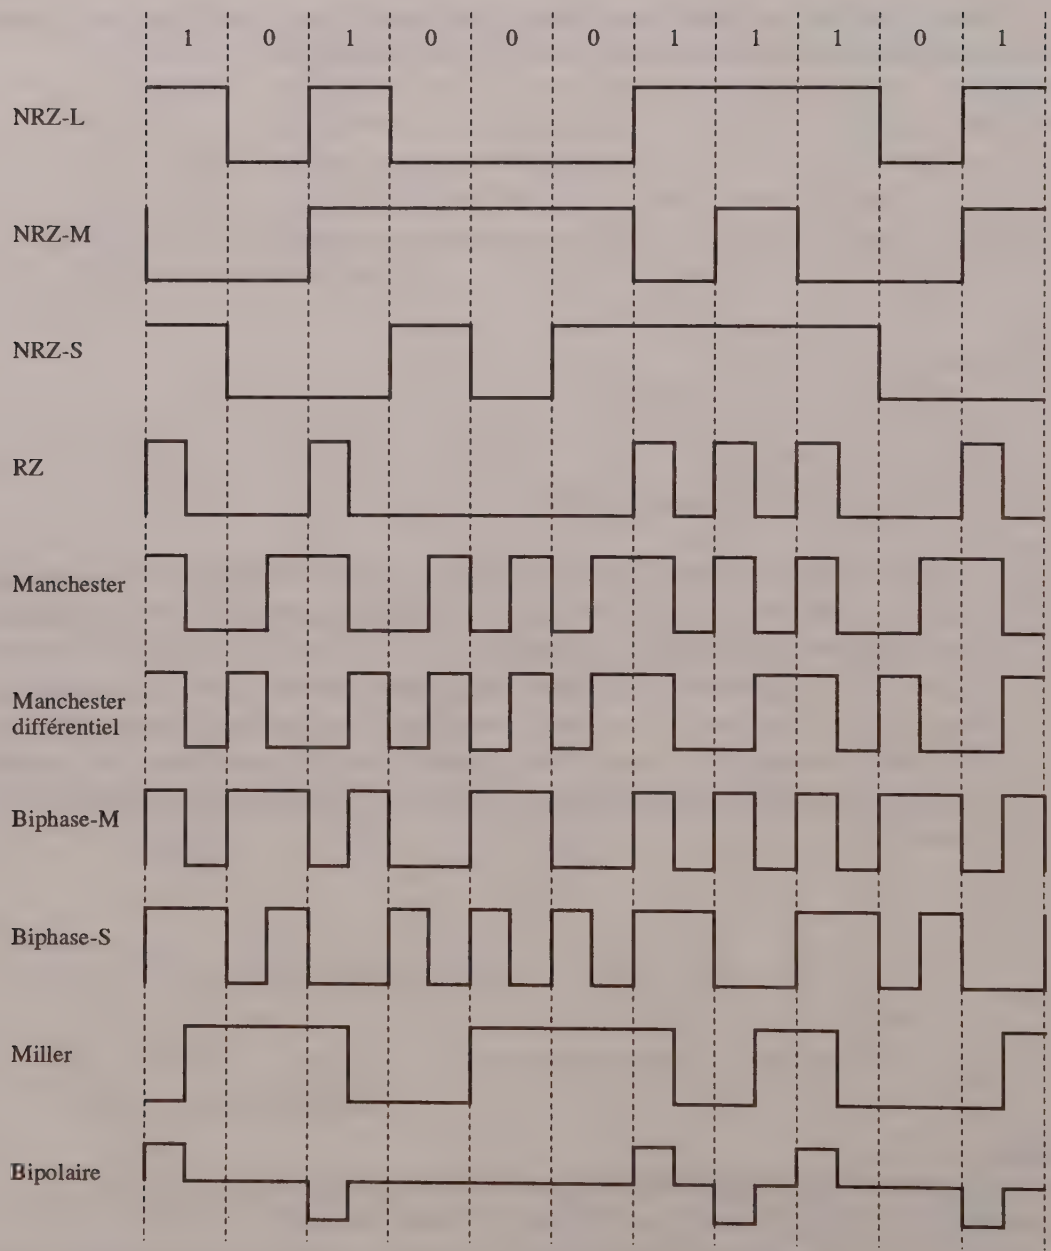 1 0 1 0 0 0 1 1 1 0 1
NRZ-L
NRZ-M
NRZ-S
RZ
Manchester
Manchester
différentiel
Biphase-M
Biphase-S
Miller
Bipolaire